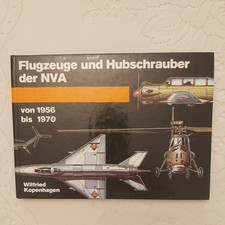 Flugzeuge und Hubschrauber
der NVA
von 1956
bis 1970
Wilfried
Kopenhagen